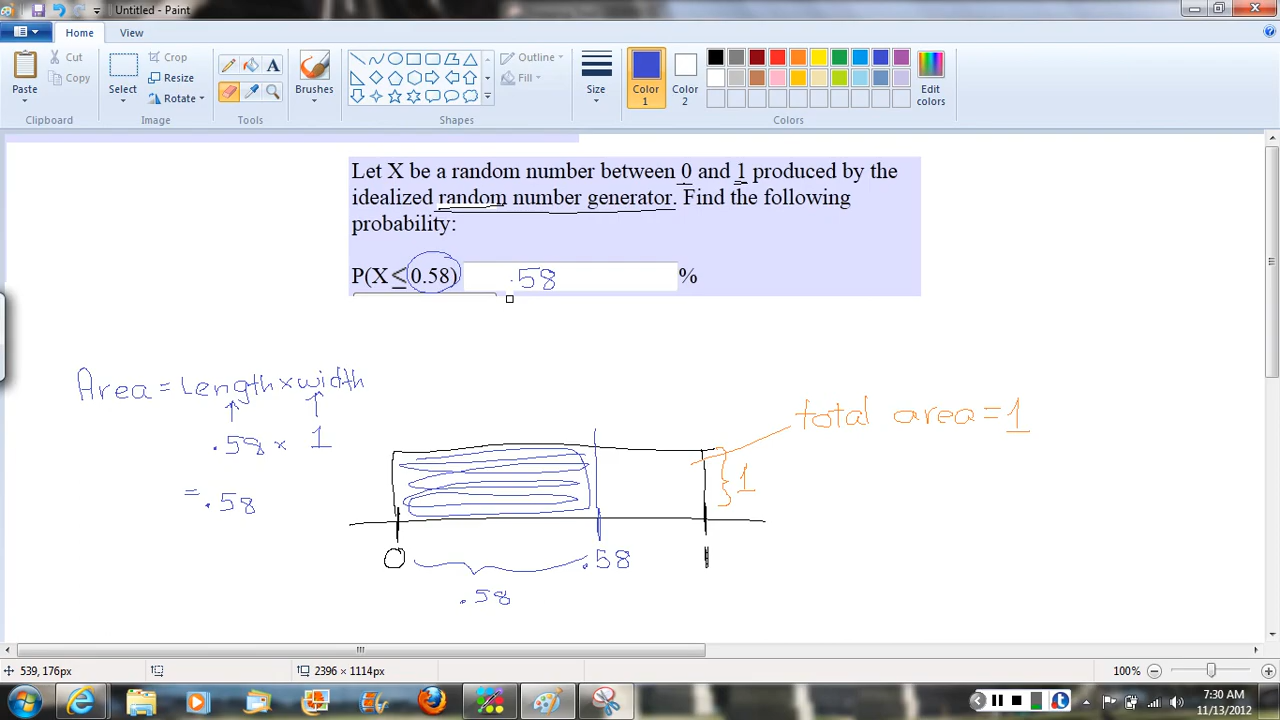 Untitled - Paint
Home View
Paste
Cut
Copy
Clipboard
Select
Crop
Resize
Rotate
Image
Tools
Brushes
Outline
Fill
Shapes
Size
Color 1
Color 2
Edit colors
Colors
Let X be a random number between 0 and 1 produced by the
idealized random number generator. Find the following
probability:
P(X ≤ 0.58) .58 %
Area = Length × width
.58 × 1
= .58
total area = 1
1
0 .58 1
.58
539, 176px
2396 × 1114px
100%
7:30 AM
11/13/2012